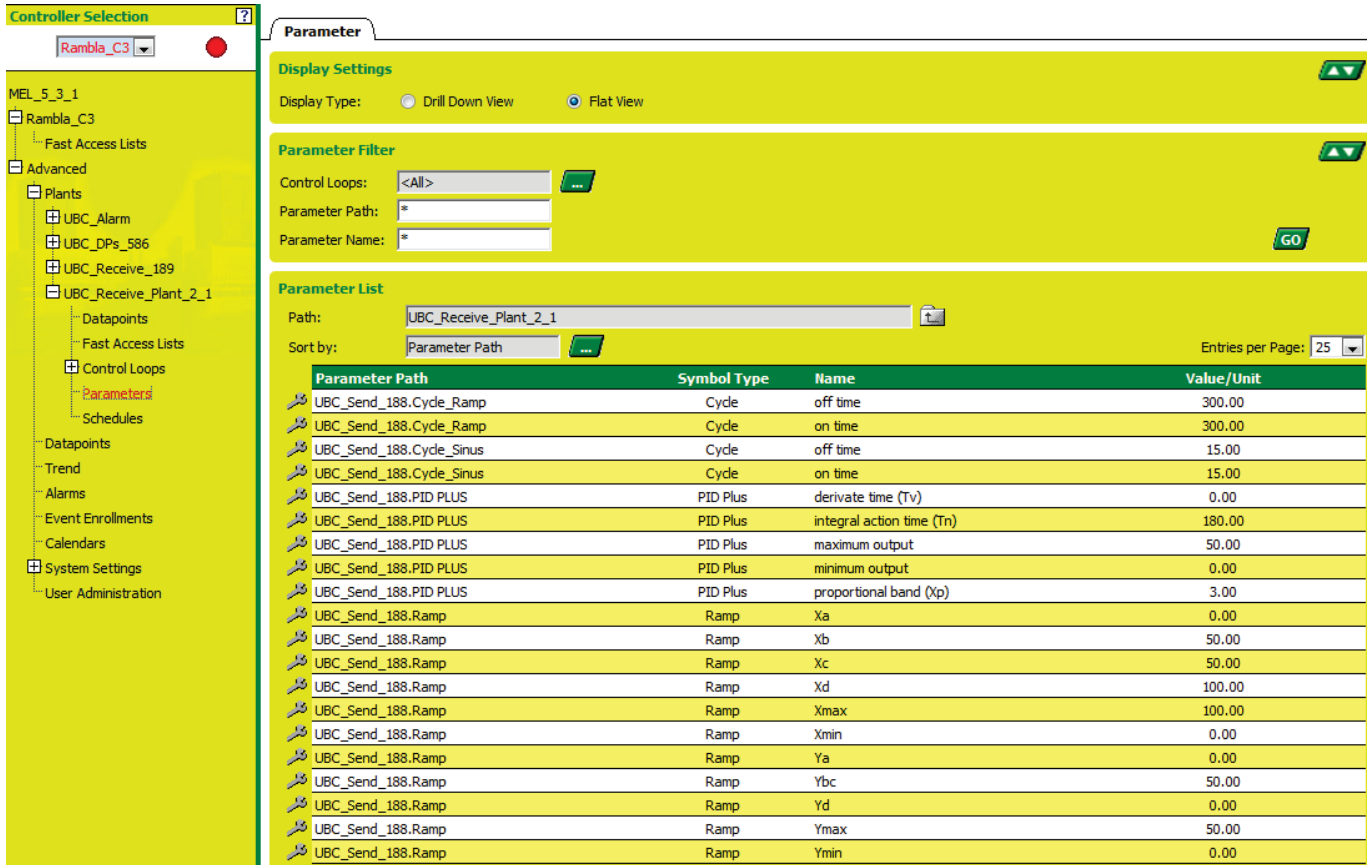 Controller Selection ?
Rambla_C3
MEL_5_3_1
Rambla_C3
Fast Access Lists
Advanced
Plants
UBC_Alarm
UBC_DPs_586
UBC_Receive_189
UBC_Receive_Plant_2_1
Datapoints
Fast Access Lists
Control Loops
Parameters
Schedules
Datapoints
Trend
Alarms
Event Enrollments
Calendars
System Settings
User Administration
Parameter
Display Settings
Display Type: Drill Down View Flat View
Parameter Filter
Control Loops: <All> ...
Parameter Path: *
Parameter Name: * GO
Parameter List
Path: UBC_Receive_Plant_2_1
Sort by: Parameter Path ... Entries per Page: 25
Parameter Path Symbol Type Name Value/Unit
UBC_Send_188.Cycle_Ramp Cycle off time 300.00
UBC_Send_188.Cycle_Ramp Cycle on time 300.00
UBC_Send_188.Cycle_Sinus Cycle off time 15.00
UBC_Send_188.Cycle_Sinus Cycle on time 15.00
UBC_Send_188.PID PLUS PID Plus derivate time (Tv) 0.00
UBC_Send_188.PID PLUS PID Plus integral action time (Tn) 180.00
UBC_Send_188.PID PLUS PID Plus maximum output 50.00
UBC_Send_188.PID PLUS PID Plus minimum output 0.00
UBC_Send_188.PID PLUS PID Plus proportional band (Xp) 3.00
UBC_Send_188.Ramp Ramp Xa 0.00
UBC_Send_188.Ramp Ramp Xb 50.00
UBC_Send_188.Ramp Ramp Xc 50.00
UBC_Send_188.Ramp Ramp Xd 100.00
UBC_Send_188.Ramp Ramp Xmax 100.00
UBC_Send_188.Ramp Ramp Xmin 0.00
UBC_Send_188.Ramp Ramp Ya 0.00
UBC_Send_188.Ramp Ramp Ybc 50.00
UBC_Send_188.Ramp Ramp Yd 0.00
UBC_Send_188.Ramp Ramp Ymax 50.00
UBC_Send_188.Ramp Ramp Ymin 0.00